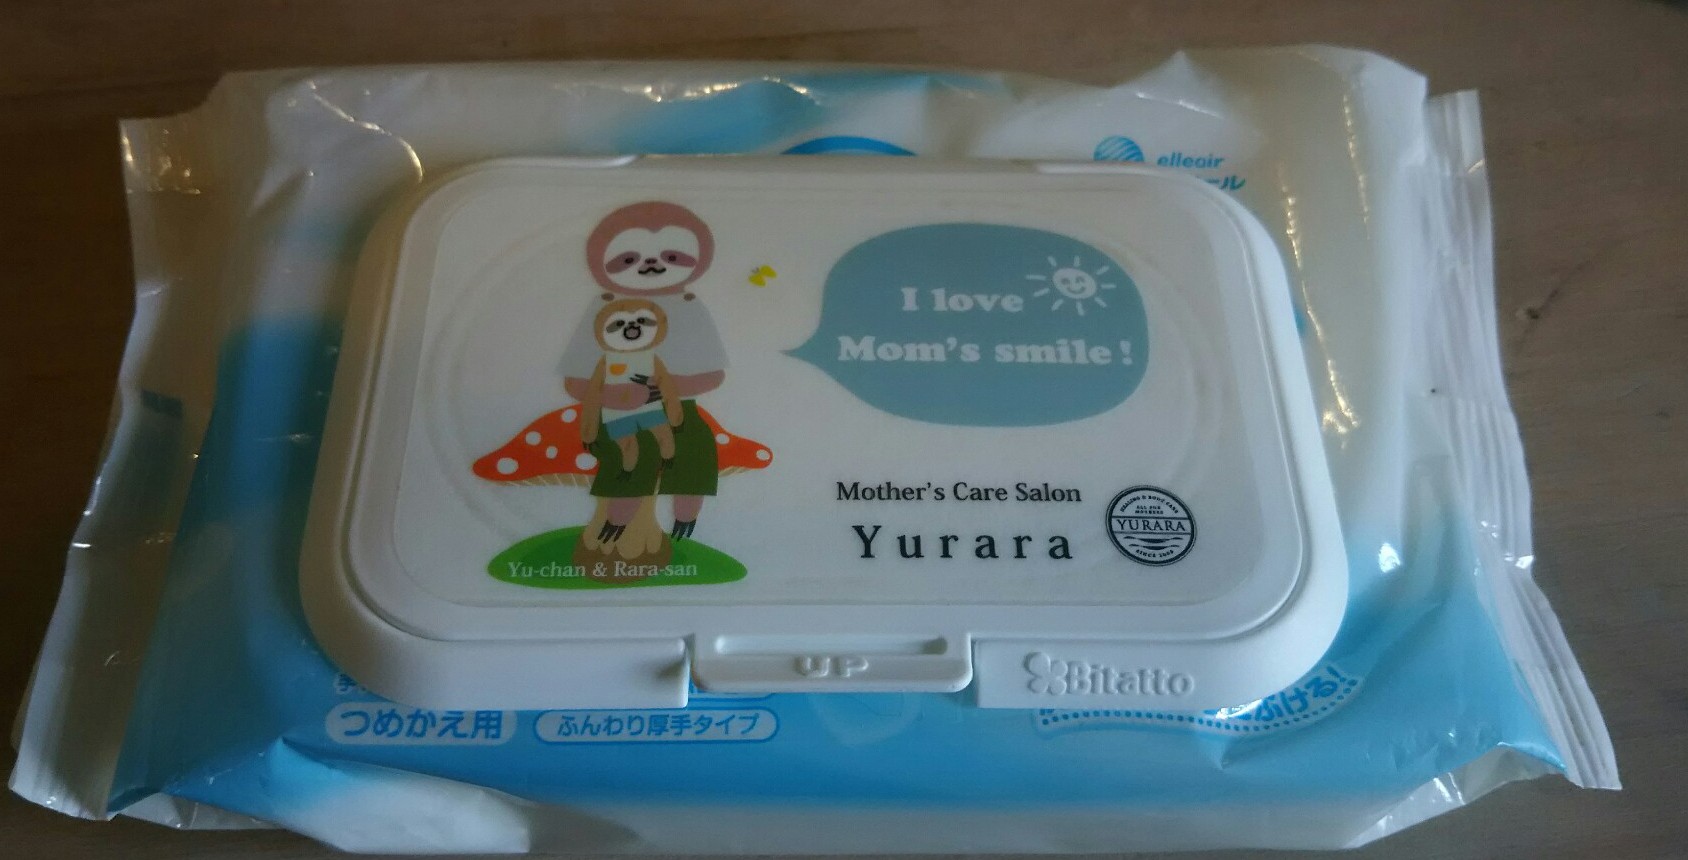 elleair
I love
Mom's smile!
Mother's Care Salon
Yurara
YURARA
Yu-chan & Rara-san
UP
Bitatto
つめかえ用
ふんわり厚手タイプ